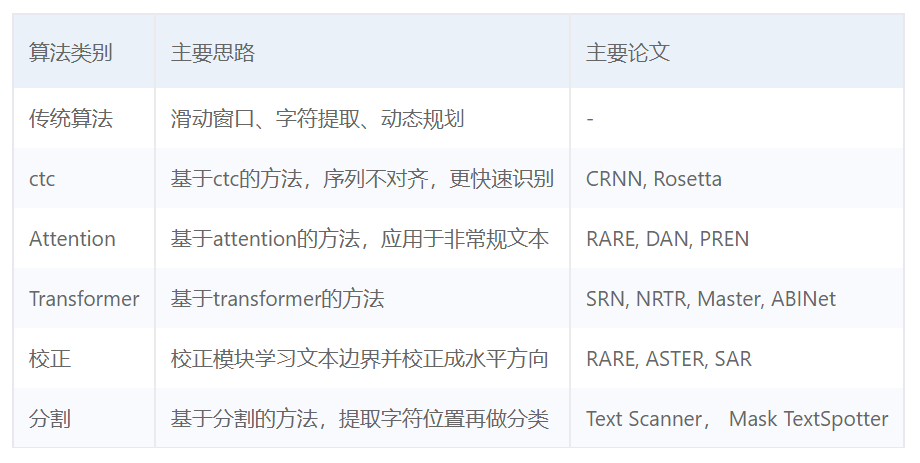 算法类别 主要思路 主要论文
传统算法 滑动窗口、字符提取、动态规划 -
ctc 基于ctc的方法，序列不对齐，更快速识别 CRNN, Rosetta
Attention 基于attention的方法，应用于非常规文本 RARE, DAN, PREN
Transformer 基于transformer的方法 SRN, NRTR, Master, ABINet
校正 校正模块学习文本边界并校正成水平方向 RARE, ASTER, SAR
分割 基于分割的方法，提取字符位置再做分类 Text Scanner， Mask TextSpotter